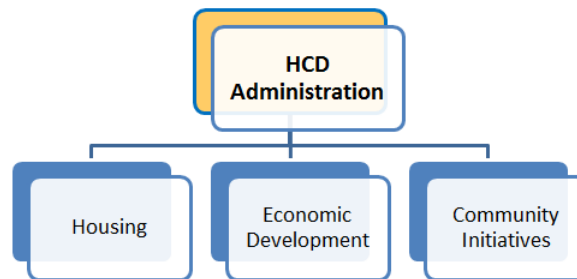 HCD
Administration
Housing
Economic
Development
Community
Initiatives